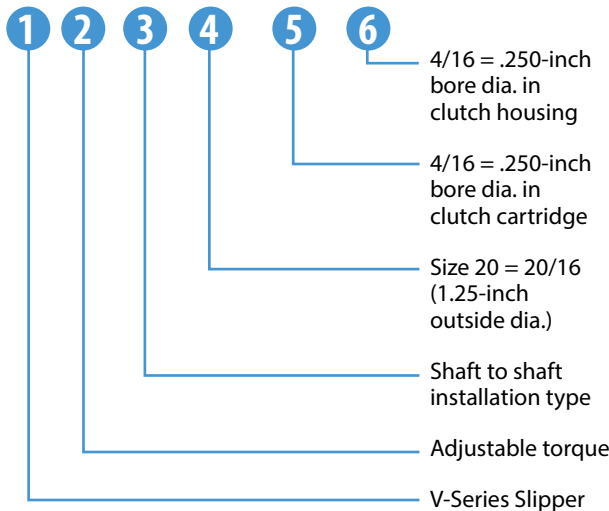 1 2 3 4 5 6
4/16 = .250-inch
bore dia. in
clutch housing
4/16 = .250-inch
bore dia. in
clutch cartridge
Size 20 = 20/16
(1.25-inch
outside dia.)
Shaft to shaft
installation type
Adjustable torque
V-Series Slipper